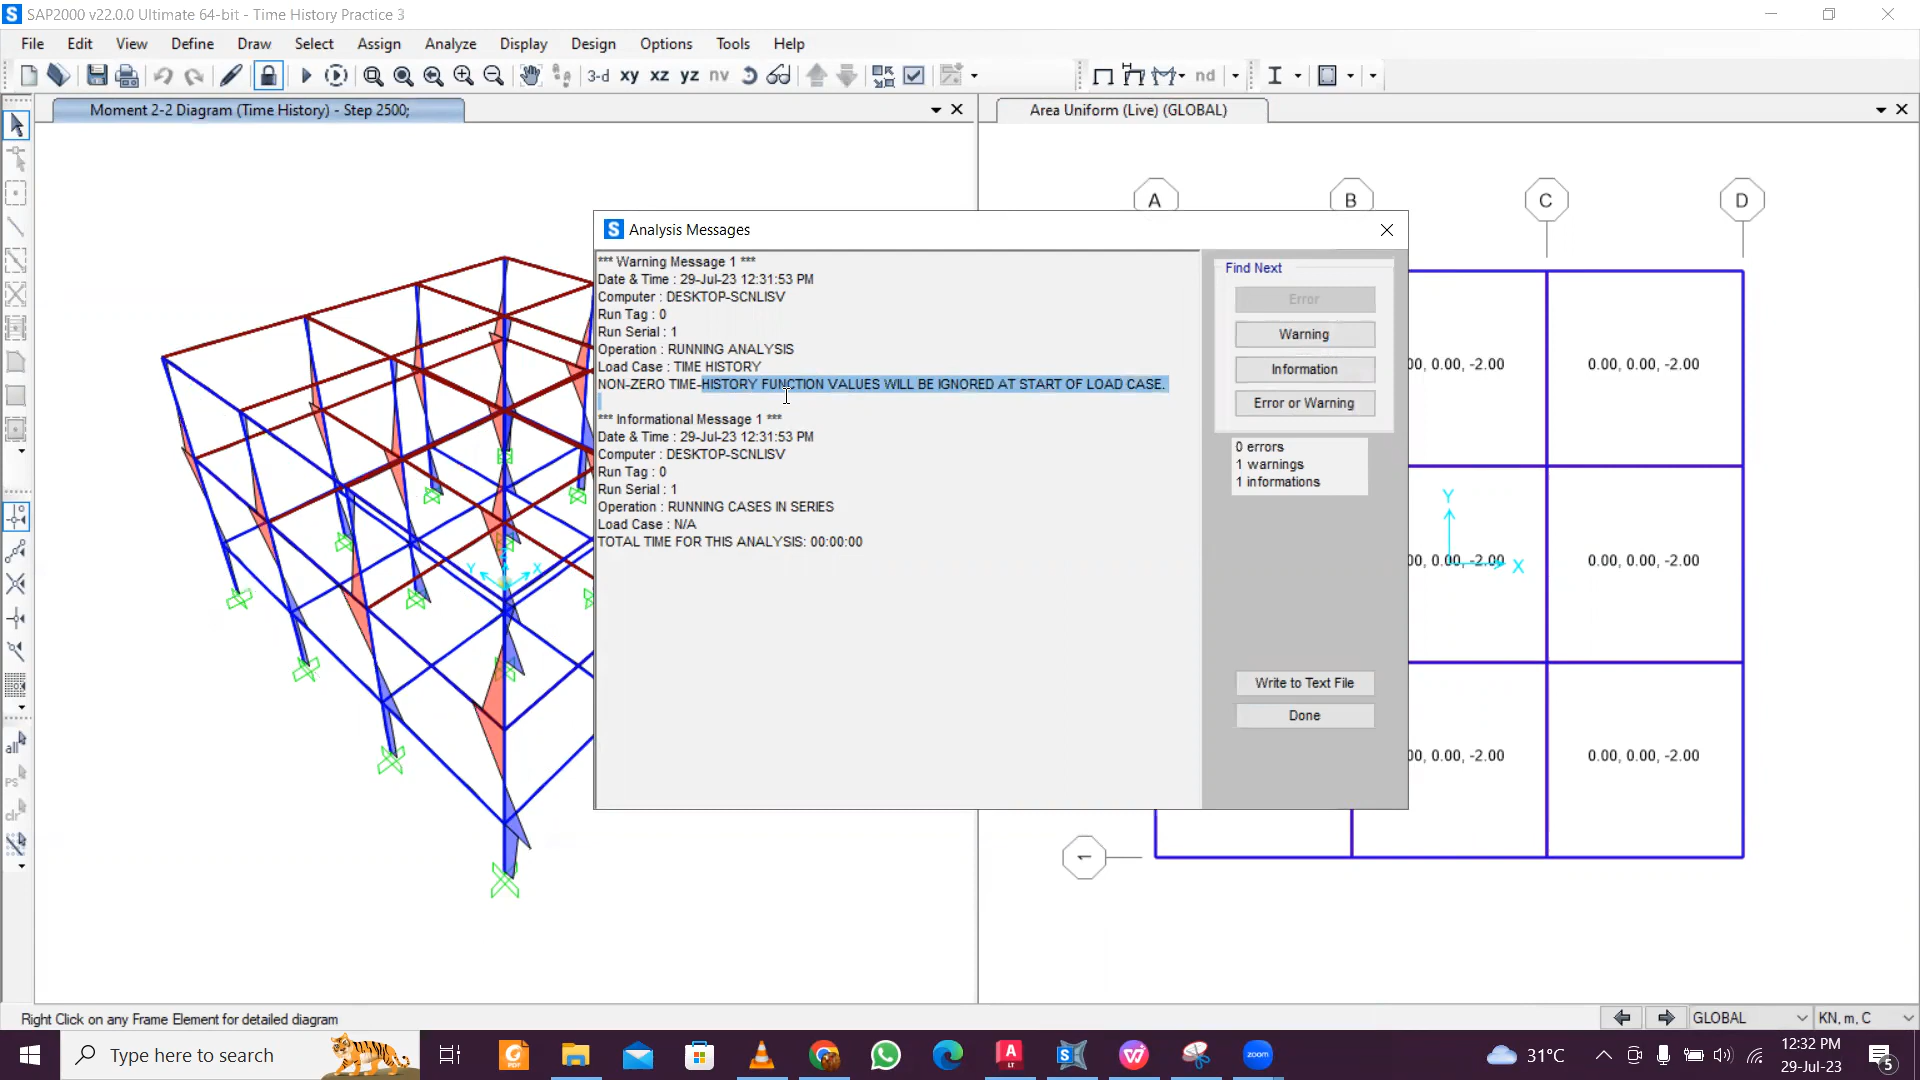 SAP2000 v22.0.0 Ultimate 64-bit - Time History Practice 3
File Edit View Define Draw Select Assign Analyze Display Design Options Tools Help
3-d xy xz yz nv nd
Moment 2-2 Diagram (Time History) - Step 2500;
Area Uniform (Live) (GLOBAL)
A B C D
Analysis Messages
*** Warning Message 1 ***
Date & Time : 29-Jul-23 12:31:53 PM
Computer : DESKTOP-SCNLISV
Run Tag : 0
Run Serial : 1
Operation : RUNNING ANALYSIS
Load Case : TIME HISTORY
NON-ZERO TIME-HISTORY FUNCTION VALUES WILL BE IGNORED AT START OF LOAD CASE.
*** Informational Message 1 ***
Date & Time : 29-Jul-23 12:31:53 PM
Computer : DESKTOP-SCNLISV
Run Tag : 0
Run Serial : 1
Operation : RUNNING CASES IN SERIES
Load Case : N/A
TOTAL TIME FOR THIS ANALYSIS: 00:00:00
Find Next
Error
Warning
Information
Error or Warning
0 errors
1 warnings
1 informations
Write to Text File
Done
00, 0.00, -2.00
0.00, 0.00, -2.00
00, 0.00, -2.00
0.00, 0.00, -2.00
00, 0.00, -2.00
0.00, 0.00, -2.00
Y
X
Y
X
1
all
ps
clr
Right Click on any Frame Element for detailed diagram
GLOBAL
KN, m, C
Type here to search
zoom
31°C
12:32 PM
29-Jul-23
5